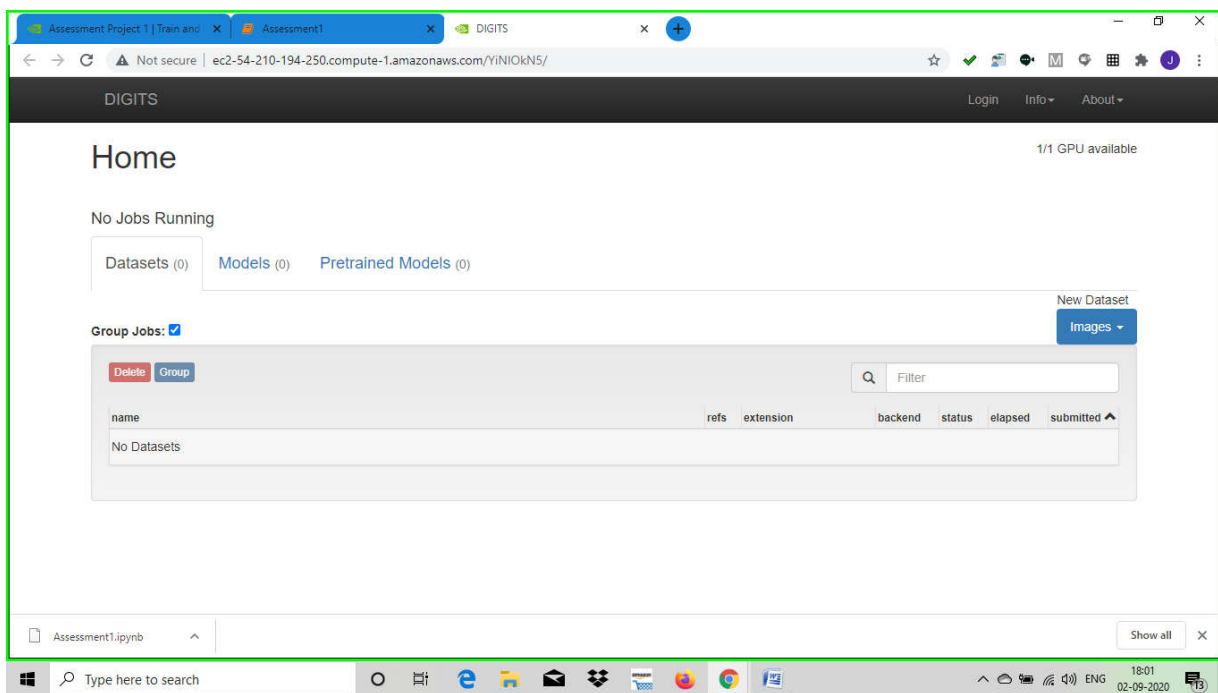 Assessment Project 1 | Train and
Assessment1
DIGITS
Not secure | ec2-54-210-194-250.compute-1.amazonaws.com/YiNIOkN5/
M
J
DIGITS
Login Info About
Home
1/1 GPU available
No Jobs Running
Datasets (0) Models (0) Pretrained Models (0)
New Dataset
Group Jobs:
Images
Delete Group
Filter
name refs extension backend status elapsed submitted
No Datasets
Assessment1.ipynb
Show all
Type here to search
ENG
18:01
02-09-2020
13